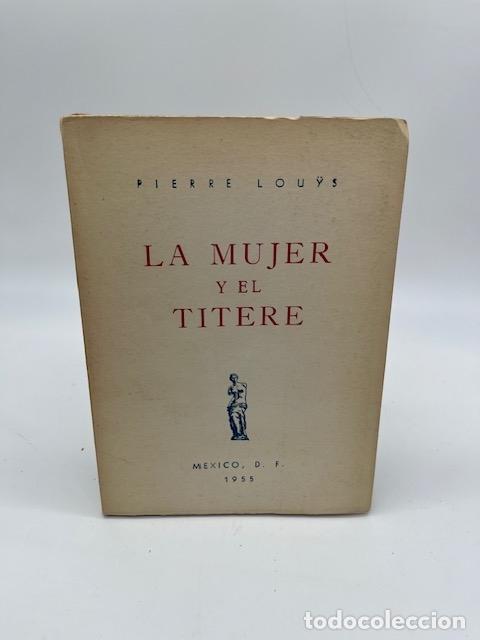 PIERRE LOUŸS
LA MUJER
Y EL
TITERE
MEXICO, D. F.
1955
todocoleccion